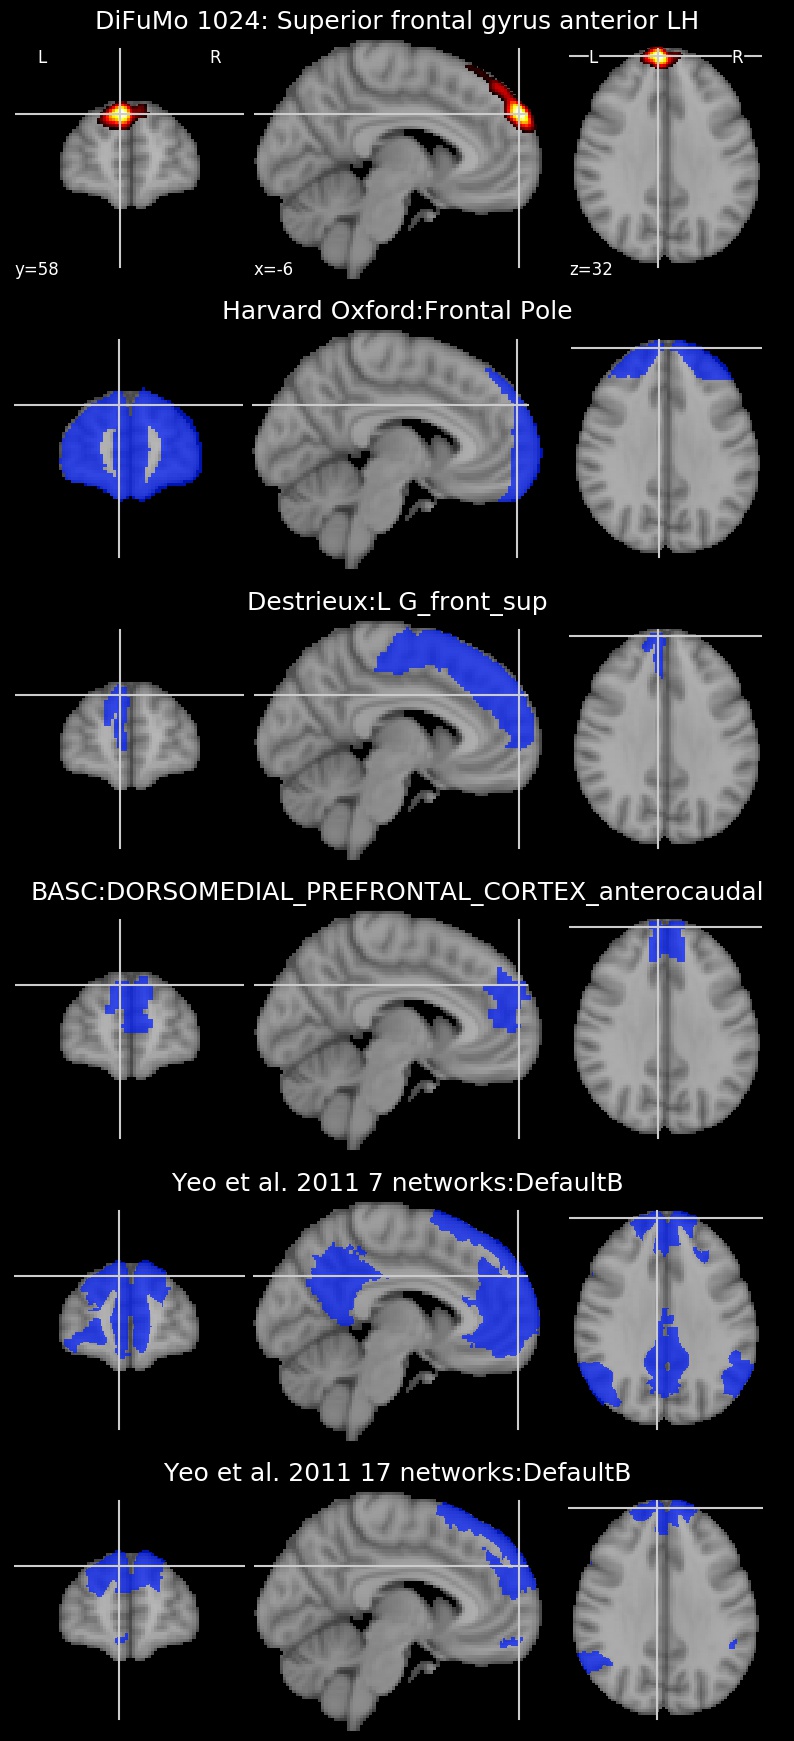 DiFuMo 1024: Superior frontal gyrus anterior LH
L R L R
y=58 x=-6 z=32
Harvard Oxford:Frontal Pole
Destrieux:L G_front_sup
BASC:DORSOMEDIAL_PREFRONTAL_CORTEX_anterocaudal
Yeo et al. 2011 7 networks:DefaultB
Yeo et al. 2011 17 networks:DefaultB